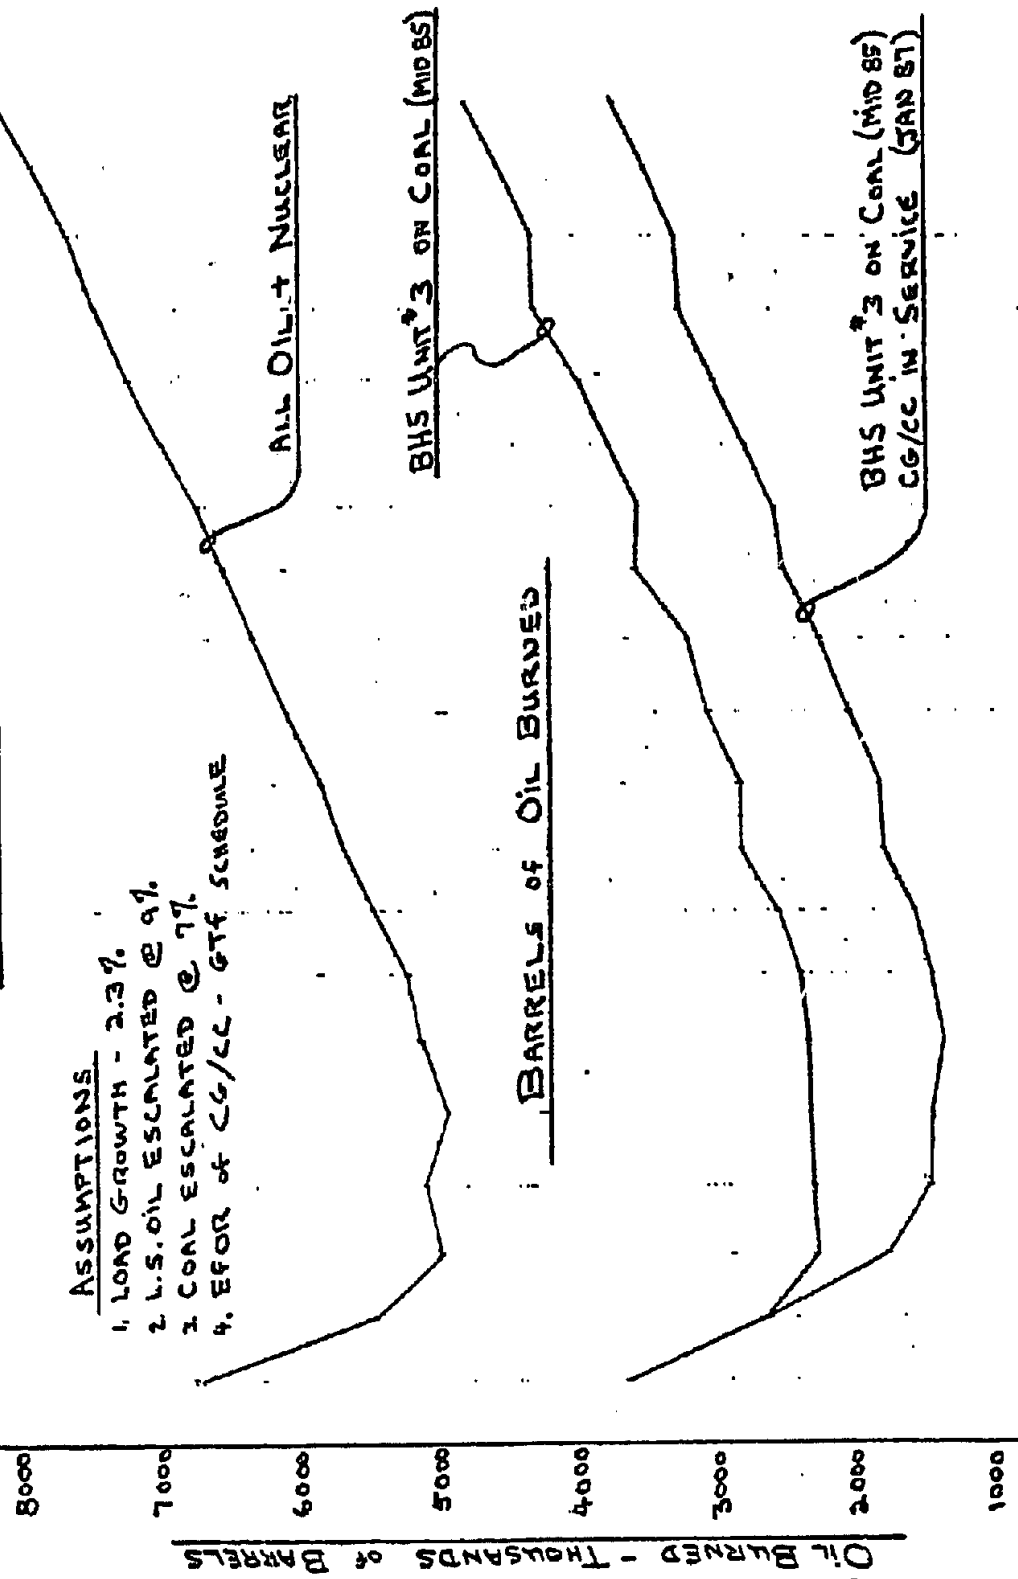 ASSUMPTIONS
1. LOAD GROWTH - 2.3%
2 L.S. OIL ESCALATED @ 9%
3 COAL ESCALATED @ 7%
4. EFOR of CG/CC - GTF SCHEDULE
ALL OIL + NUCLEAR
BHS UNIT #3 ON COAL (MID 85)
BARRELS of OIL BURNED
BHS UNIT #3 ON COAL (MID 85)
CG/CC IN SERVICE (JAN 87)
OIL BURNED - THOUSANDS of BARRELS
8000
7000
6000
5000
4000
3000
2000
1000